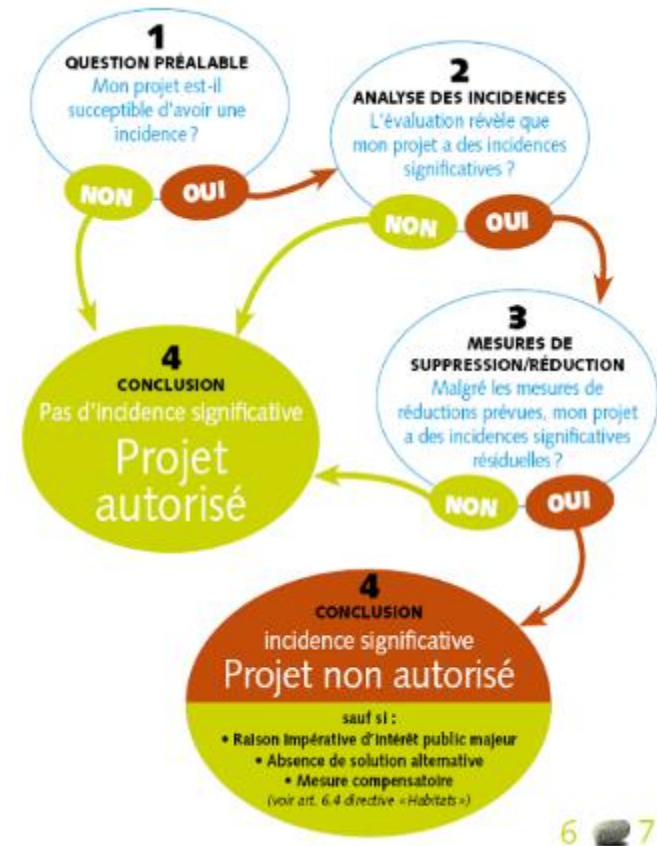 1
QUESTION PRÉALABLE
Mon projet est-il
susceptible d'avoir une
incidence ?
NON
OUI
2
ANALYSE DES INCIDENCES
L'évaluation révèle que
mon projet a des incidences
significatives ?
NON
OUI
3
MESURES DE
SUPPRESSION/RÉDUCTION
Malgré les mesures de
réductions prévues, mon projet
a des incidences significatives
résiduelles ?
NON
OUI
4
CONCLUSION
Pas d'incidence significative
Projet
autorisé
4
CONCLUSION
incidence significative
Projet non autorisé
sauf si :
• Raison impérative d'intérêt public majeur
• Absence de solution alternative
• Mesure compensatoire
(voir art. 6.4 directive « Habitats »)
6 7